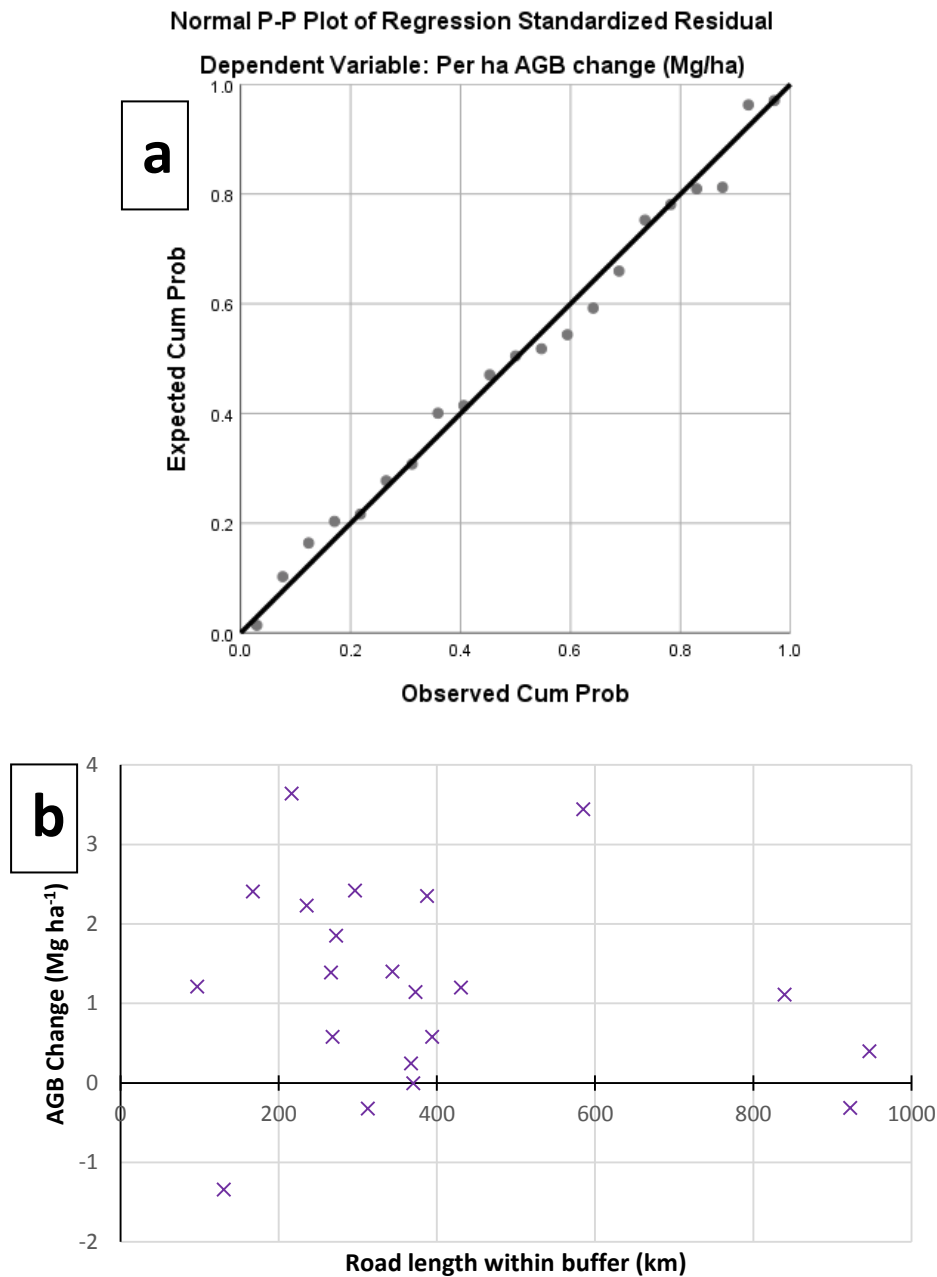 Normal P-P Plot of Regression Standardized Residual
Dependent Variable: Per ha AGB change (Mg/ha)
a
Expected Cum Prob
1.0
0.8
0.6
0.4
0.2
0.0
0.0 0.2 0.4 0.6 0.8 1.0
Observed Cum Prob
b
AGB Change (Mg ha⁻¹)
4
3
2
1
0
-1
-2
0 200 400 600 800 1000
Road length within buffer (km)